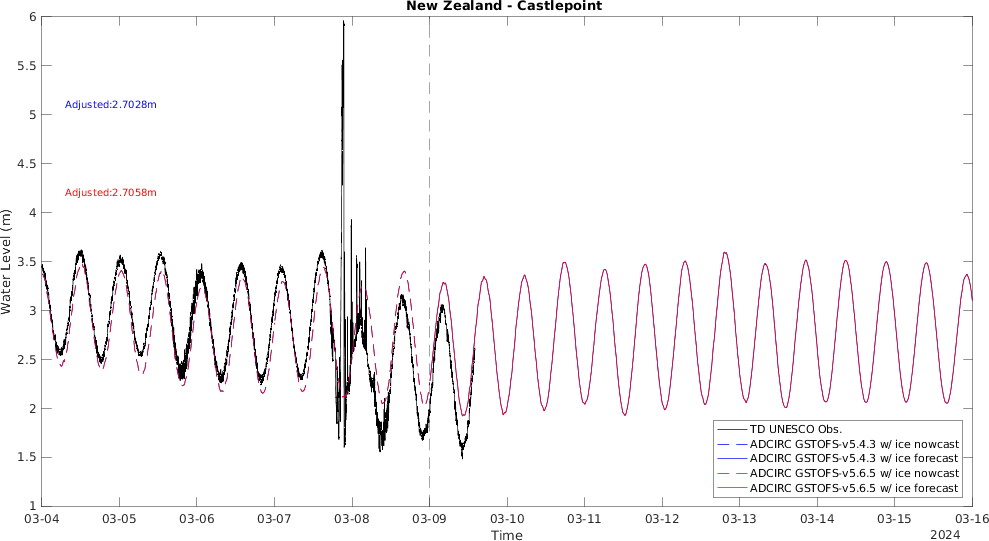 New Zealand - Castlepoint
Water Level (m)
6
5.5
5
4.5
4
3.5
3
2.5
2
1.5
1
Adjusted:2.7028m
Adjusted:2.7058m
TD UNESCO Obs.
ADCIRC GSTOFS-v5.4.3 w/ ice nowcast
ADCIRC GSTOFS-v5.4.3 w/ ice forecast
ADCIRC GSTOFS-v5.6.5 w/ ice nowcast
ADCIRC GSTOFS-v5.6.5 w/ ice forecast
03-04 03-05 03-06 03-07 03-08 03-09 03-10 03-11 03-12 03-13 03-14 03-15 03-16
Time
2024